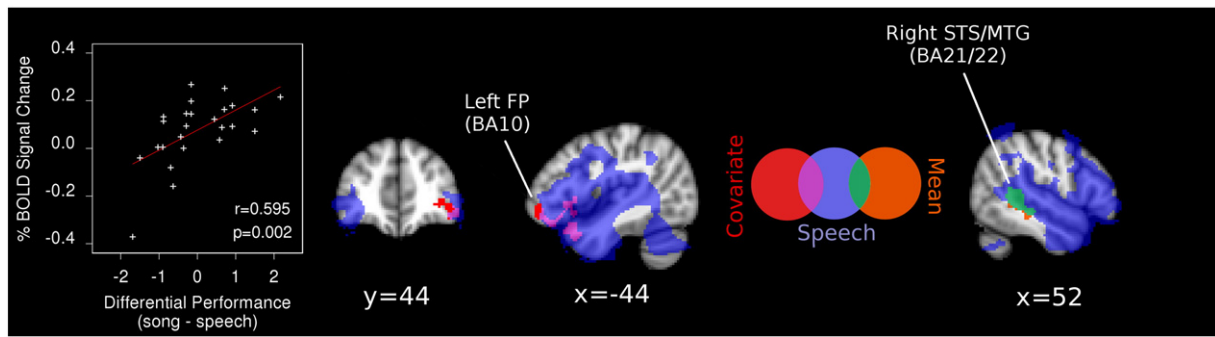 % BOLD Signal Change
0.4
0.2
0.0
-0.2
-0.4
r=0.595
p=0.002
-2 -1 0 1 2
Differential Performance
(song - speech)
Left FP
(BA10)
y=44
x=-44
Covariate
Speech
Mean
Right STS/MTG
(BA21/22)
x=52